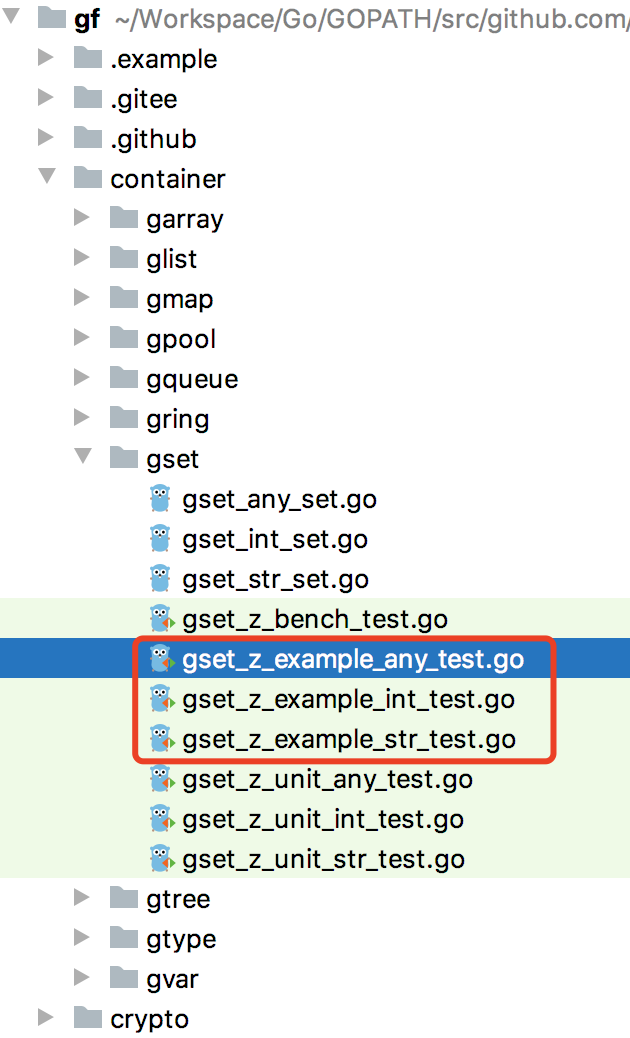 gf ~/Workspace/Go/GOPATH/src/github.com/
.example
.gitee
.github
container
garray
glist
gmap
gpool
gqueue
gring
gset
gset_any_set.go
gset_int_set.go
gset_str_set.go
gset_z_bench_test.go
gset_z_example_any_test.go
gset_z_example_int_test.go
gset_z_example_str_test.go
gset_z_unit_any_test.go
gset_z_unit_int_test.go
gset_z_unit_str_test.go
gtree
gtype
gvar
crypto